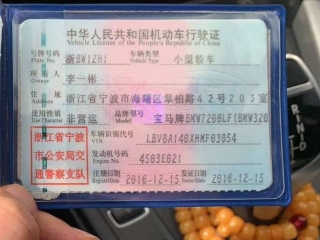 中华人民共和国机动车行驶证
Vehicle License of the People's Republic of China
号牌号码 浙BW12H1 车辆类型 小型轿车
Plate No. Vehicle Type
所有人 李一彬
Owner
住址 浙江省宁波市海曙区翠柏路42号203室
Address
使用性质 非营运 品牌型号 宝马牌BMW7200LF(BMW320
Use Character Model
浙江省宁波
市公安局交
通警察支队
车辆识别代号 LBV8A1408XHMF03054
VIN
发动机号码 4503E021
Engine No.
注册日期 2016-12-15 发证日期 2016-12-15
Register Date Issue Date